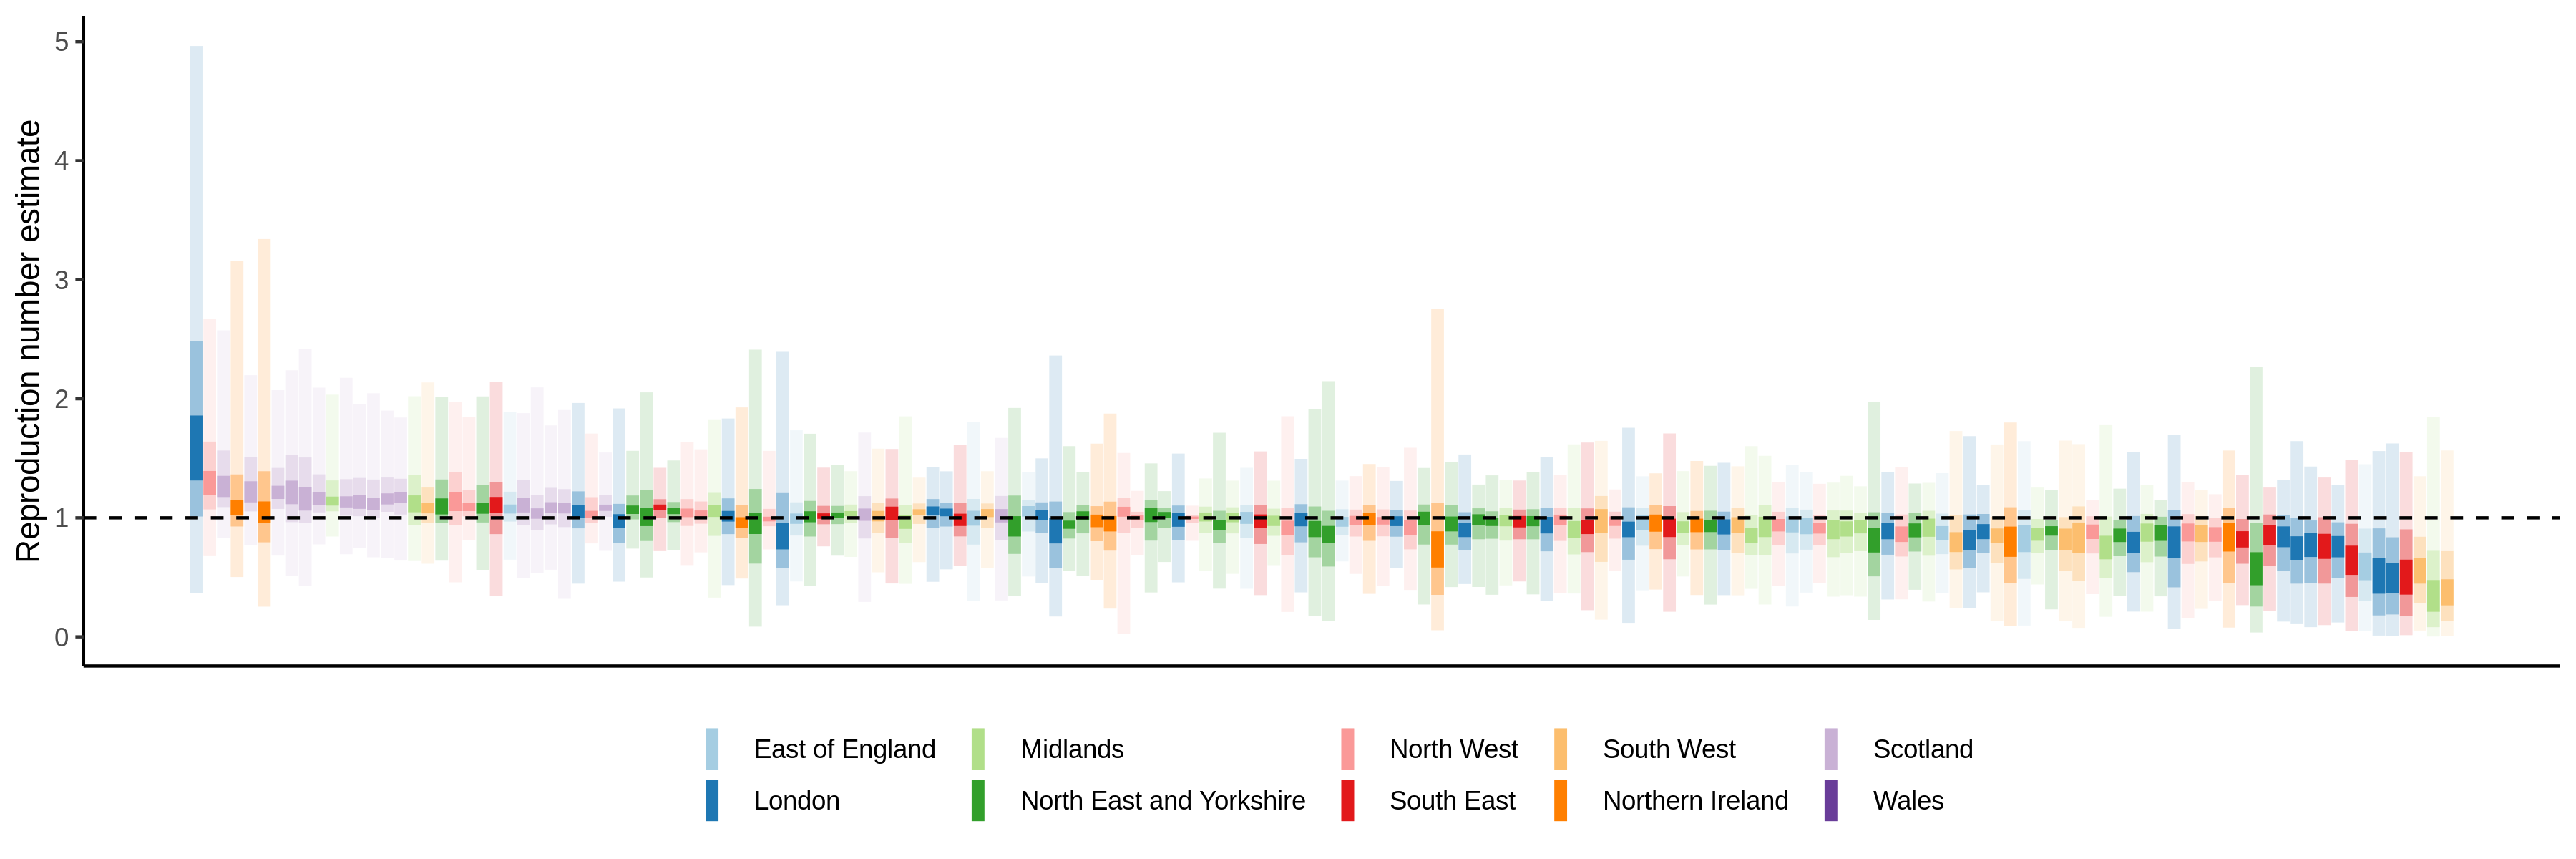 Reproduction number estimate
5
4
3
2
1
0
East of England
Midlands
North West
South West
Scotland
London
North East and Yorkshire
South East
Northern Ireland
Wales